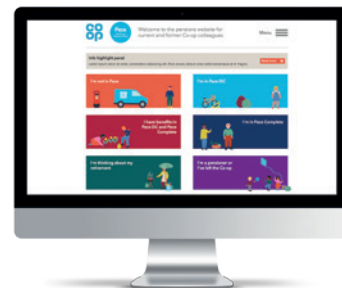 co
op
Pace
Welcome to the pensions website for
current and former Co-op colleagues
Menu
Info highlight panel
I'm not in Pace
I'm in Pace DC
I have benefits in
Pace DC and Pace
Complete
I'm in Pace Complete
I'm thinking about my
retirement
I'm a pensioner or
I've left the Co-op